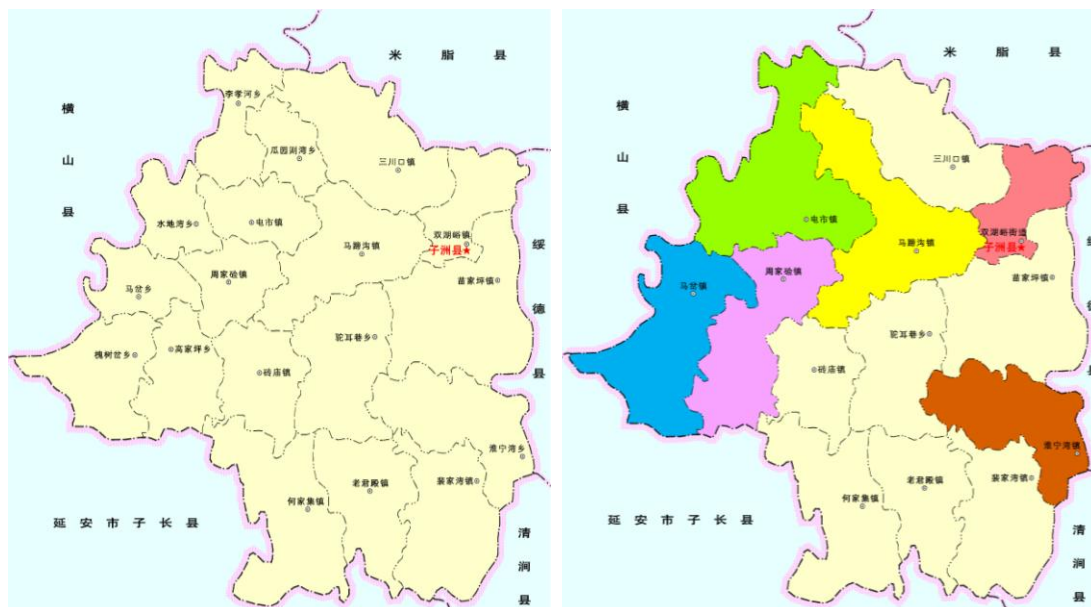 米脂县
横山县
李孝河乡
瓜园则湾乡
三川口镇
水地湾乡
电市镇
马蹄沟镇
双湖峪镇
子洲县
绥德县
苗家坪镇
周家硷镇
马岔乡
驼耳巷乡
槐树岔乡
高家坪乡
砖庙镇
淮宁湾乡
裴家湾镇
老君殿镇
何家集镇
延安市子长县
清涧县
米脂县
横山县
三川口镇
电市镇
马蹄沟镇
双湖峪街道
子洲县
绥德县
苗家坪镇
周家硷镇
马岔镇
驼耳巷乡
砖庙镇
淮宁湾镇
裴家湾镇
老君殿镇
何家集镇
延安市子长县
清涧县